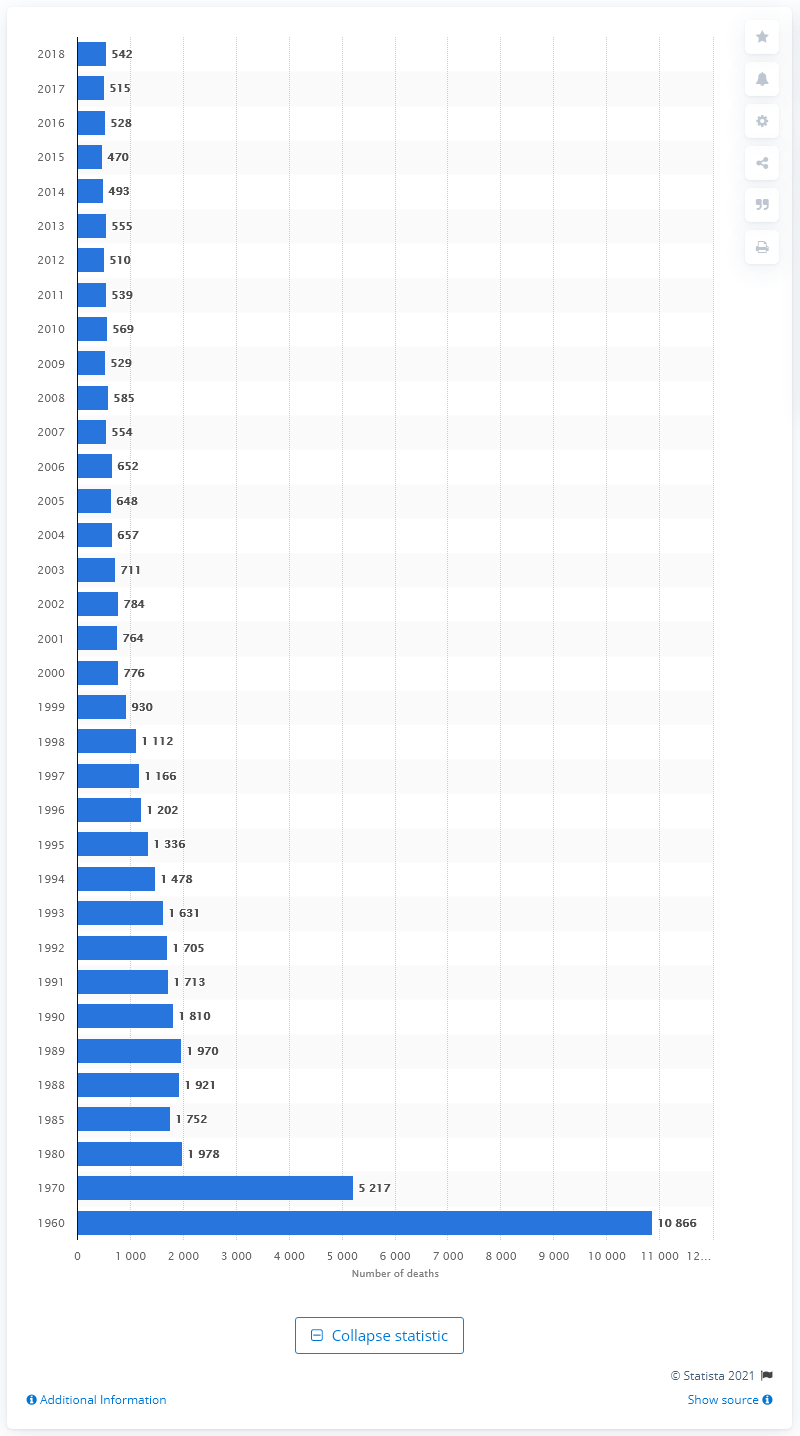 2018 542
2017 515
2016 528
2015 470
2014 493
2013 555
2012 510
2011 539
2010 569
2009 529
2008 585
2007 554
2006 652
2005 648
2004 657
2003 711
2002 784
2001 764
2000 776
1999 930
1998 1 112
1997 1 166
1996 1 202
1995 1 336
1994 1 478
1993 1 631
1992 1 705
1991 1 713
1990 1 810
1989 1 970
1988 1 921
1985 1 752
1980 1 978
1970 5 217
1960 10 866
0 1 000 2 000 3 000 4 000 5 000 6 000 7 000 8 000 9 000 10 000 11 000 12...
Number of deaths
Collapse statistic
© Statista 2021
Additional Information Show source